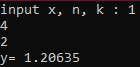 input x, n, k : 1
4
2
y= 1.20635